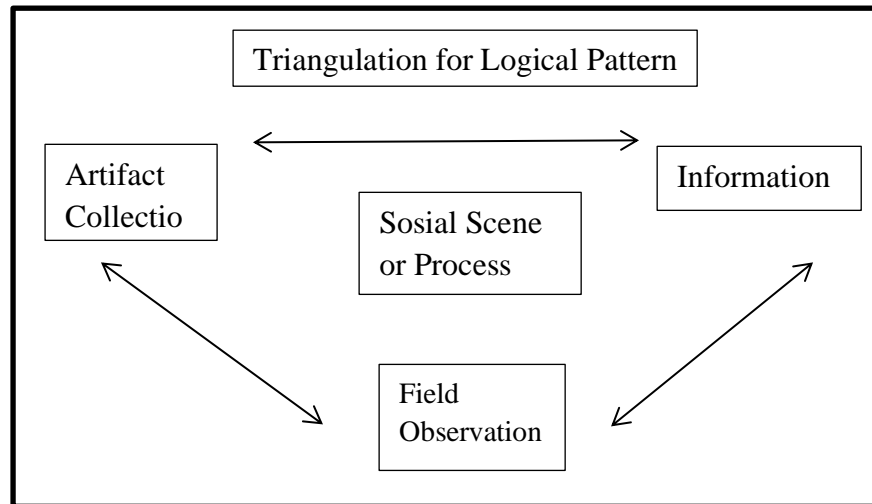 Triangulation for Logical Pattern
Artifact
Collectio
Information
Sosial Scene
or Process
Field
Observation